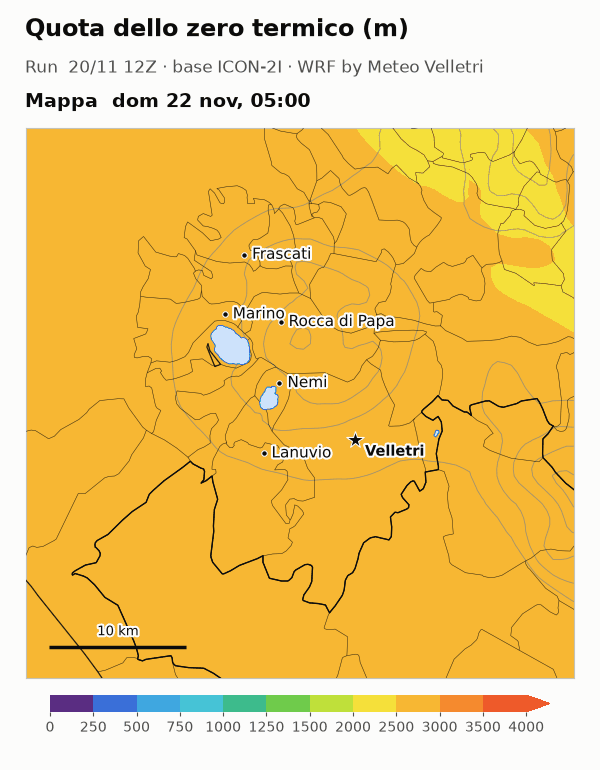 Quota dello zero termico (m)
Run  20/11 12Z · base ICON-2I · WRF by Meteo Velletri
Mappa  dom 22 nov, 05:00
Frascati
Marino
Rocca di Papa
Nemi
Velletri
Lanuvio
10 km
0 250 500 750 1000 1250 1500 2000 2500 3000 3500 4000